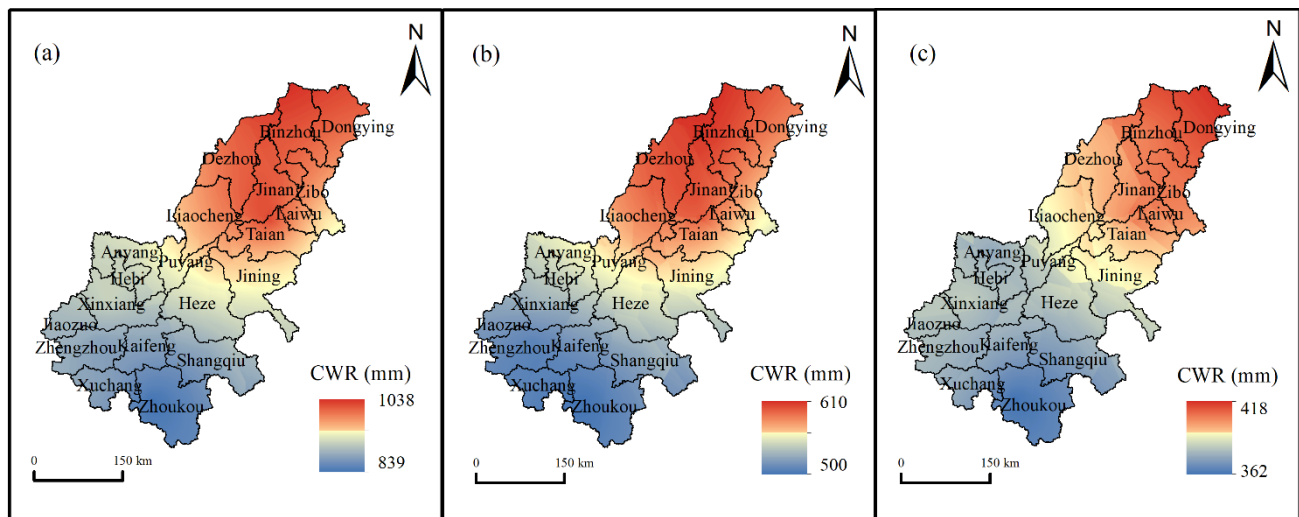 (a)
N
Binzhou
Dongying
Dezhou
Jinan
Zibo
Liaocheng
Laiwu
Taian
Anyang
Puyang
Hebi
Jining
Xinxiang
Heze
Jiaozuo
Zhengzhou
Kaifeng
Shangqiu
Xuchang
Zhoukou
CWR (mm)
1038
839
0 150 km
(b)
N
Binzhou
Dongying
Dezhou
Jinan
Zibo
Liaocheng
Laiwu
Taian
Anyang
Puyang
Hebi
Jining
Xinxiang
Heze
Jiaozuo
Zhengzhou
Kaifeng
Shangqiu
Xuchang
Zhoukou
CWR (mm)
610
500
0 150 km
(c)
N
Binzhou
Dongying
Dezhou
Jinan
Zibo
Liaocheng
Laiwu
Taian
Anyang
Puyang
Hebi
Jining
Xinxiang
Heze
Jiaozuo
Zhengzhou
Kaifeng
Shangqiu
Xuchang
Zhoukou
CWR (mm)
418
362
0 150 km